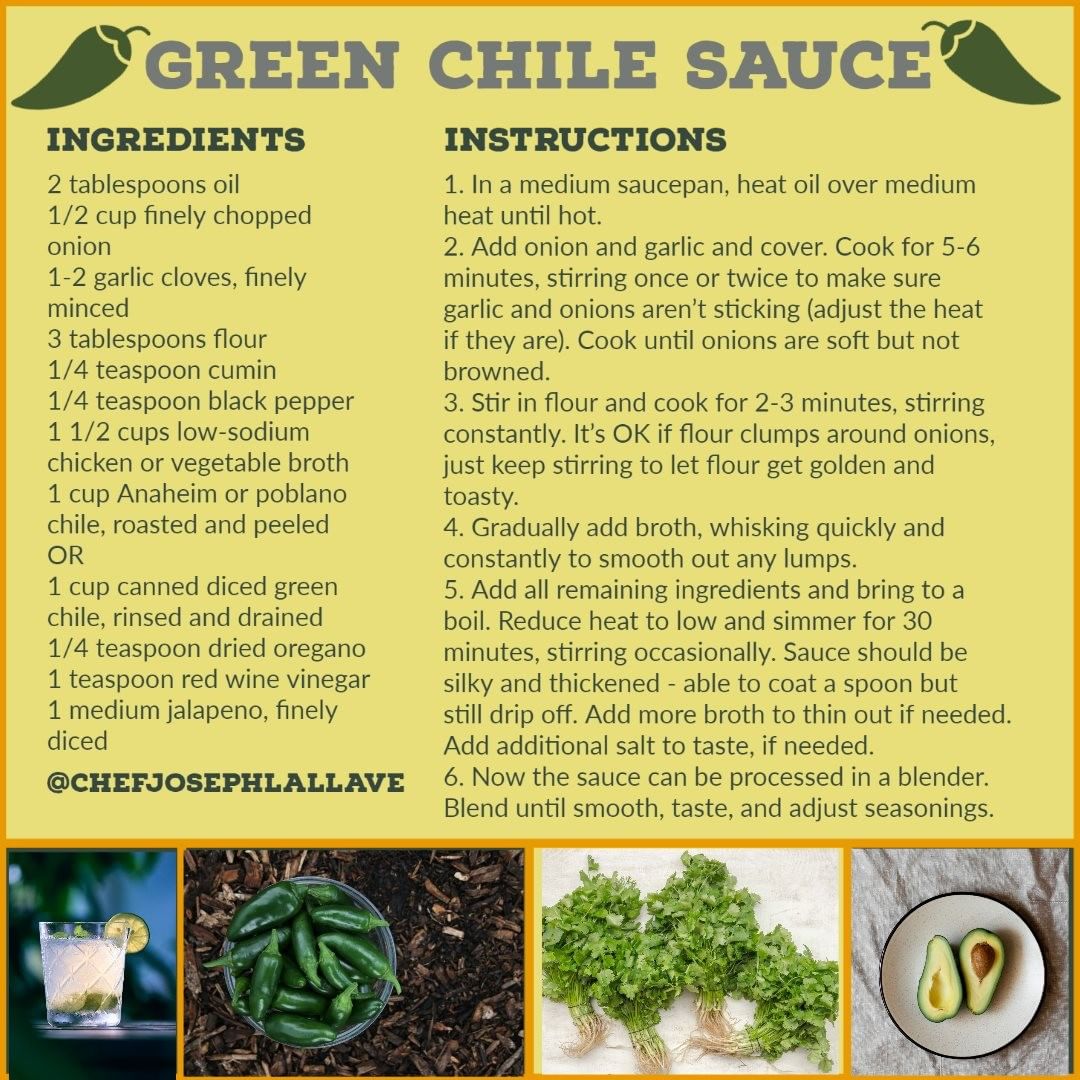 GREEN CHILE SAUCE
INGREDIENTS
2 tablespoons oil
1/2 cup finely chopped
onion
1-2 garlic cloves, finely
minced
3 tablespoons flour
1/4 teaspoon cumin
1/4 teaspoon black pepper
1 1/2 cups low-sodium
chicken or vegetable broth
1 cup Anaheim or poblano
chile, roasted and peeled
OR
1 cup canned diced green
chile, rinsed and drained
1/4 teaspoon dried oregano
1 teaspoon red wine vinegar
1 medium jalapeno, finely
diced
@CHEFJOSEPHLALLAVE
INSTRUCTIONS
1. In a medium saucepan, heat oil over medium
heat until hot.
2. Add onion and garlic and cover. Cook for 5-6
minutes, stirring once or twice to make sure
garlic and onions aren’t sticking (adjust the heat
if they are). Cook until onions are soft but not
browned.
3. Stir in flour and cook for 2-3 minutes, stirring
constantly. It’s OK if flour clumps around onions,
just keep stirring to let flour get golden and
toasty.
4. Gradually add broth, whisking quickly and
constantly to smooth out any lumps.
5. Add all remaining ingredients and bring to a
boil. Reduce heat to low and simmer for 30
minutes, stirring occasionally. Sauce should be
silky and thickened - able to coat a spoon but
still drip off. Add more broth to thin out if needed.
Add additional salt to taste, if needed.
6. Now the sauce can be processed in a blender.
Blend until smooth, taste, and adjust seasonings.